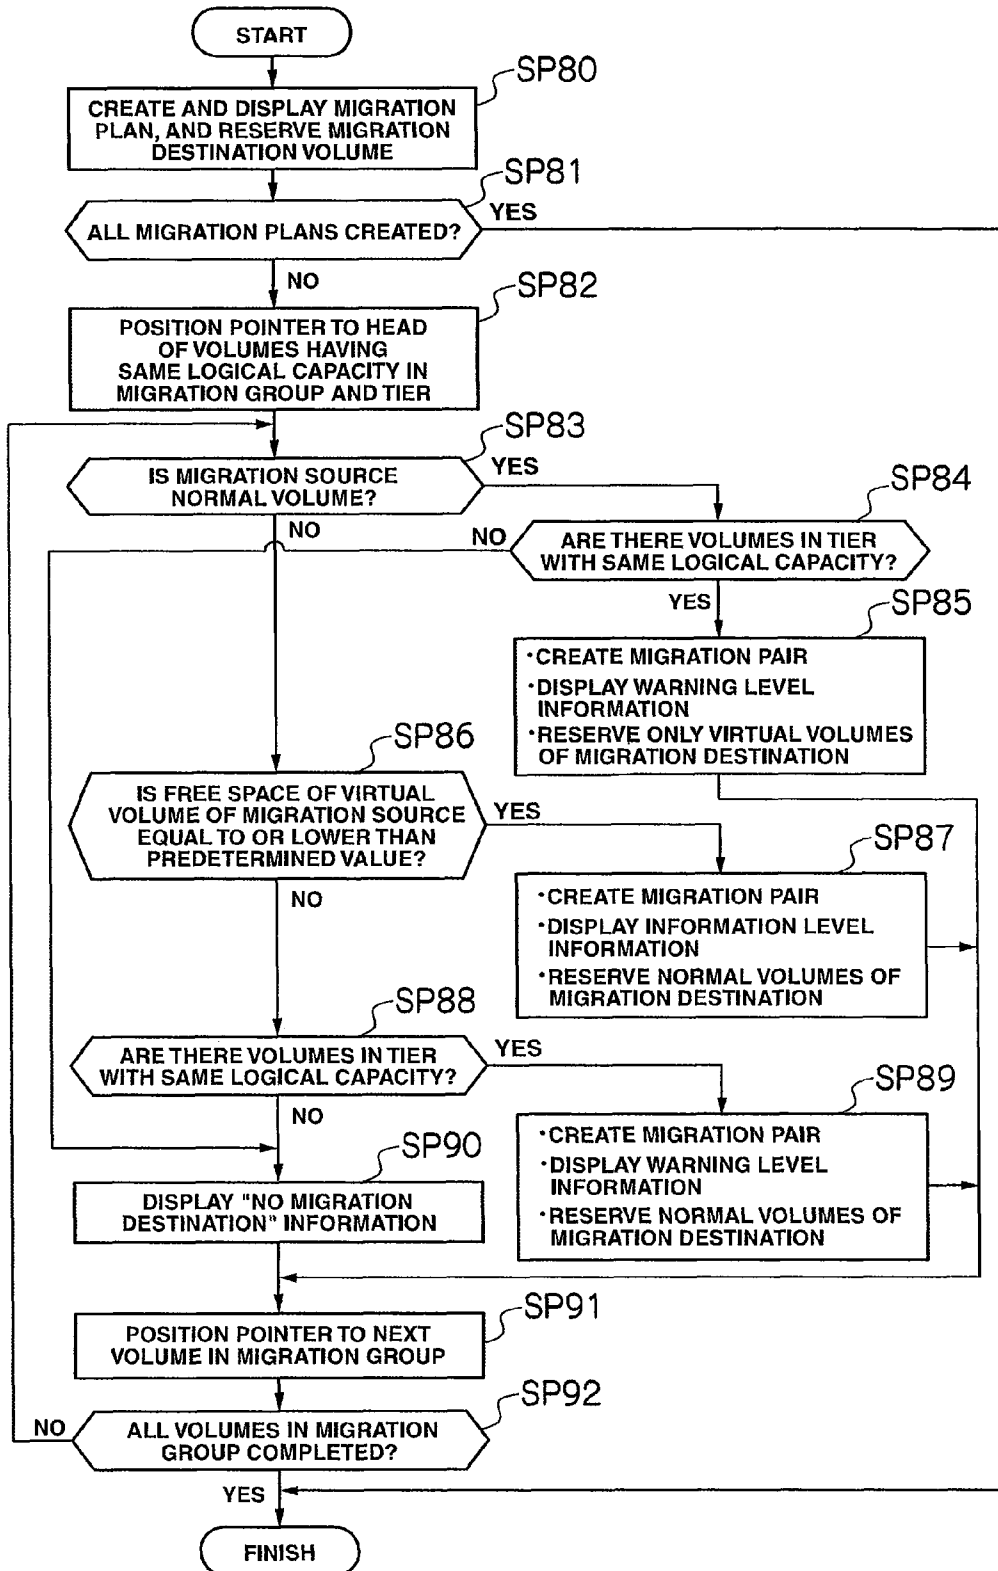 START
SP80
CREATE AND DISPLAY MIGRATION
PLAN, AND RESERVE MIGRATION
DESTINATION VOLUME
SP81
ALL MIGRATION PLANS CREATED?
YES
NO
SP82
POSITION POINTER TO HEAD
OF VOLUMES HAVING
SAME LOGICAL CAPACITY IN
MIGRATION GROUP AND TIER
SP83
IS MIGRATION SOURCE
NORMAL VOLUME?
YES
NO
SP84
ARE THERE VOLUMES IN TIER
WITH SAME LOGICAL CAPACITY?
NO
YES
SP85
·CREATE MIGRATION PAIR
·DISPLAY WARNING LEVEL
INFORMATION
·RESERVE ONLY VIRTUAL VOLUMES
OF MIGRATION DESTINATION
SP86
IS FREE SPACE OF VIRTUAL
VOLUME OF MIGRATION SOURCE
EQUAL TO OR LOWER THAN
PREDETERMINED VALUE?
YES
NO
SP87
·CREATE MIGRATION PAIR
·DISPLAY INFORMATION LEVEL
INFORMATION
·RESERVE NORMAL VOLUMES OF
MIGRATION DESTINATION
SP88
ARE THERE VOLUMES IN TIER
WITH SAME LOGICAL CAPACITY?
YES
NO
SP89
·CREATE MIGRATION PAIR
·DISPLAY WARNING LEVEL
INFORMATION
·RESERVE NORMAL VOLUMES OF
MIGRATION DESTINATION
SP90
DISPLAY "NO MIGRATION
DESTINATION" INFORMATION
SP91
POSITION POINTER TO NEXT
VOLUME IN MIGRATION GROUP
SP92
ALL VOLUMES IN MIGRATION
GROUP COMPLETED?
NO
YES
FINISH